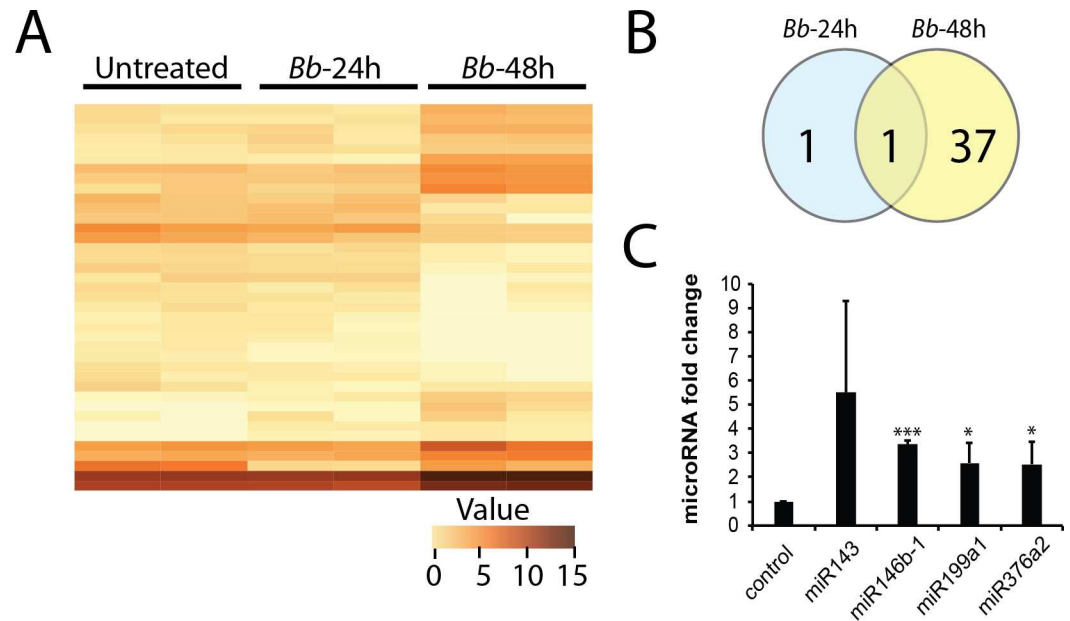 A
Untreated
Bb-24h
Bb-48h
Value
0 5 10 15
B
Bb-24h
Bb-48h
1
1
37
C
microRNA fold change
10
9
8
7
6
5
4
3
2
1
0
***
*
*
control
miR143
miR146b-1
miR199a1
miR376a2